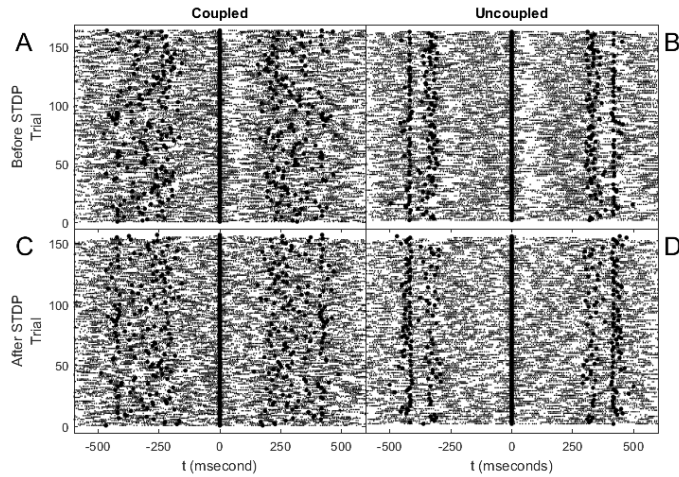 Coupled
Uncoupled
A
B
Before STDP
Trial
150
100
50
0
C
D
After STDP
Trial
150
100
50
0
-500 -250 0 250 500
-500 -250 0 250 500
t (msecond)
t (mseconds)